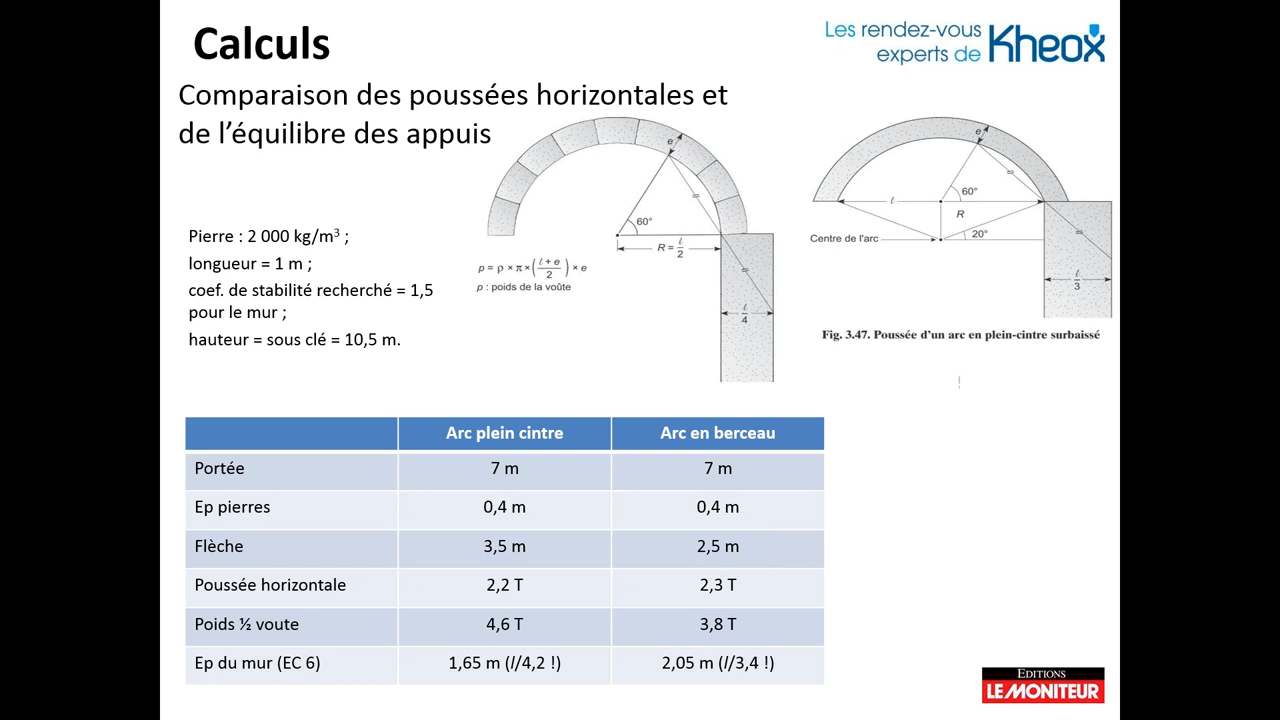 Calculs
Les rendez-vous
experts de Kheox
Comparaison des poussées horizontales et
de l’équilibre des appuis
Pierre : 2 000 kg/m³ ;
longueur = 1 m ;
coef. de stabilité recherché = 1,5
pour le mur ;
hauteur = sous clé = 10,5 m.
e
60°
R = ℓ/2
p = ρ × π × (ℓ + e / 2) × e
p : poids de la voûte
ℓ/4
e
60°
ℓ
R
Centre de l'arc
20°
ℓ/3
Fig. 3.47. Poussée d’un arc en plein-cintre surbaissé
Arc plein cintre Arc en berceau
Portée 7 m 7 m
Ep pierres 0,4 m 0,4 m
Flèche 3,5 m 2,5 m
Poussée horizontale 2,2 T 2,3 T
Poids ½ voute 4,6 T 3,8 T
Ep du mur (EC 6) 1,65 m (l/4,2 !) 2,05 m (l/3,4 !)
EDITIONS
LE MONITEUR